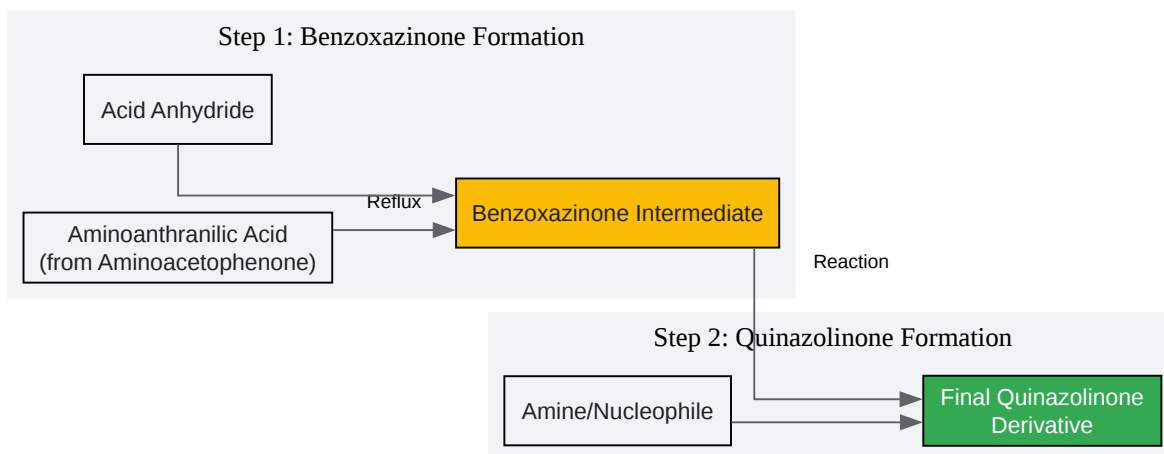 Step 1: Benzoxazinone Formation
Acid Anhydride
Reflux
Benzoxazinone Intermediate
Aminoanthranilic Acid
(from Aminoacetophenone)
Reaction
Step 2: Quinazolinone Formation
Amine/Nucleophile
Final Quinazolinone
Derivative